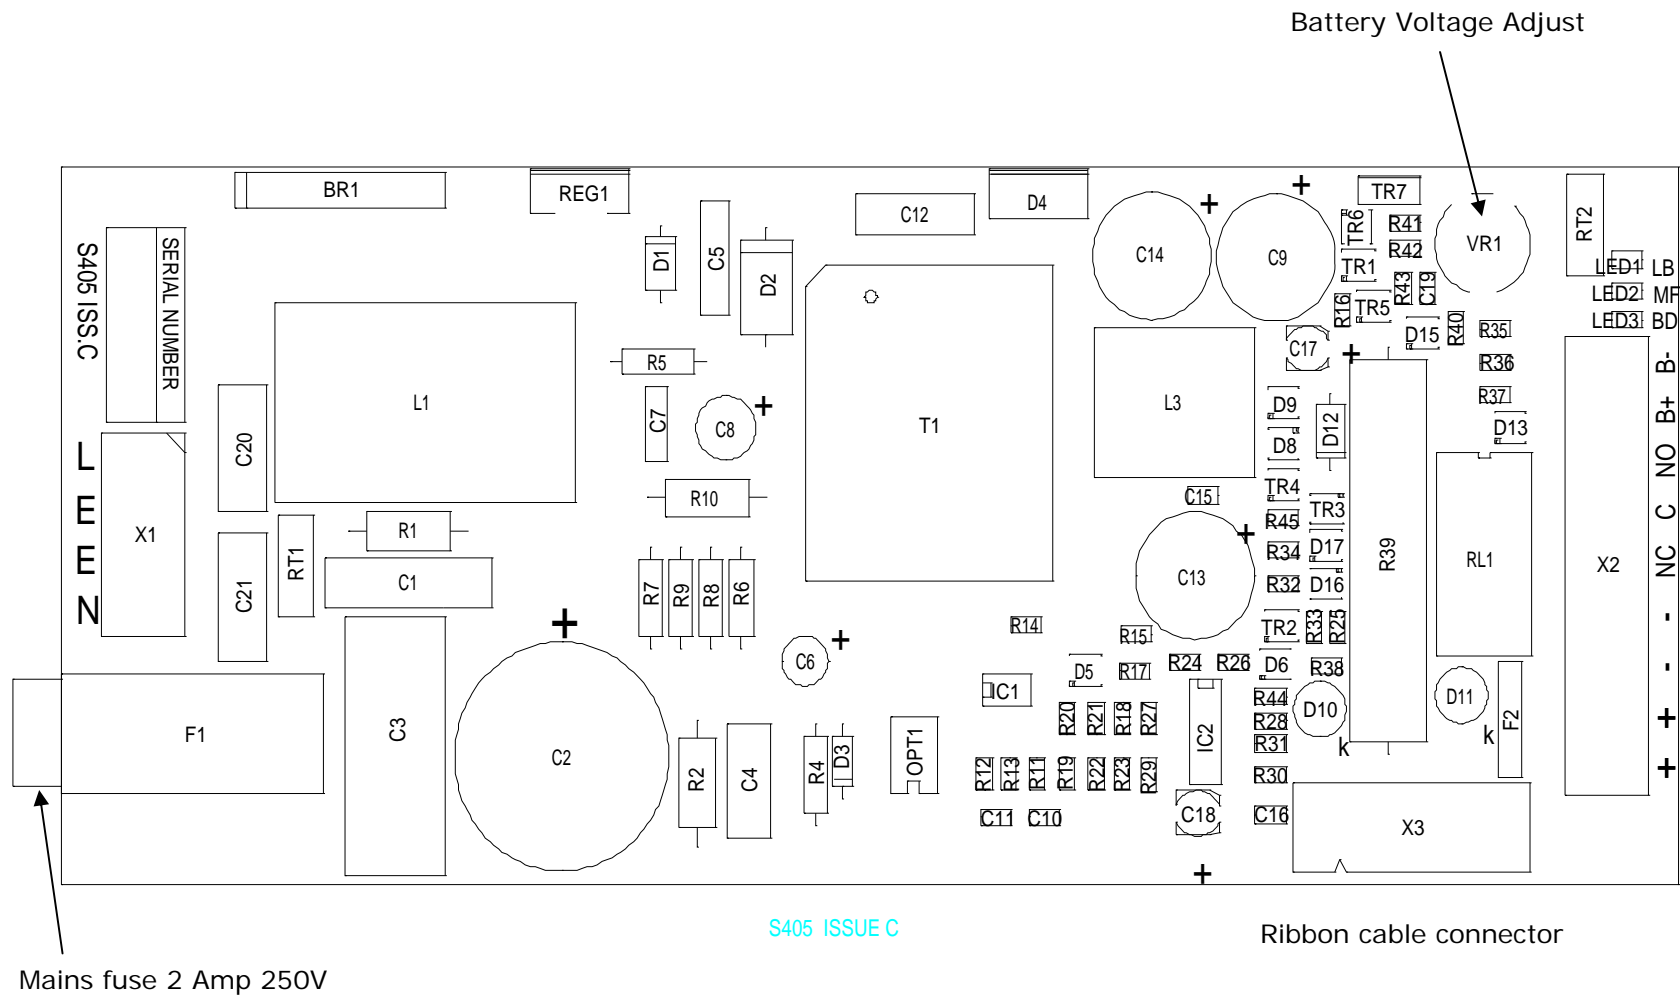 Battery Voltage Adjust
BR1
REG1
C12
D4
C14
C9
TR7
TR6
R41
R42
TR1
R43
C19
R16
TR5
VR1
RT2
LED1 LB
LED2 MF
LED3 BD
S405 ISS.C
SERIAL NUMBER
D1
C5
D2
C17
D15
R40
R35
R36
R37
D13
L1
R5
C7
C8
T1
L3
D9
D8
D12
TR4
TR3
C15
R45
R34
D17
R32
D16
R39
RL1
X2
B-
B+
NO
C
NC
-
-
+
+
L
E
E
N
X1
C20
C21
RT1
R1
C1
R10
R7
R9
R8
R6
C13
TR2
R33
R25
R14
R15
R17
D5
R24
R26
D6
R38
C6
IC1
R20
R21
R18
R27
IC2
R44
R28
R31
R30
D10
k
D11
k
F2
F1
C3
C2
R2
C4
R4
D3
OPT1
R12
R13
R11
R19
R22
R23
R29
C11
C10
C18
C16
X3
+
+
+
+
+
+
+
+
S405 ISSUE C
Ribbon cable connector
Mains fuse 2 Amp 250V